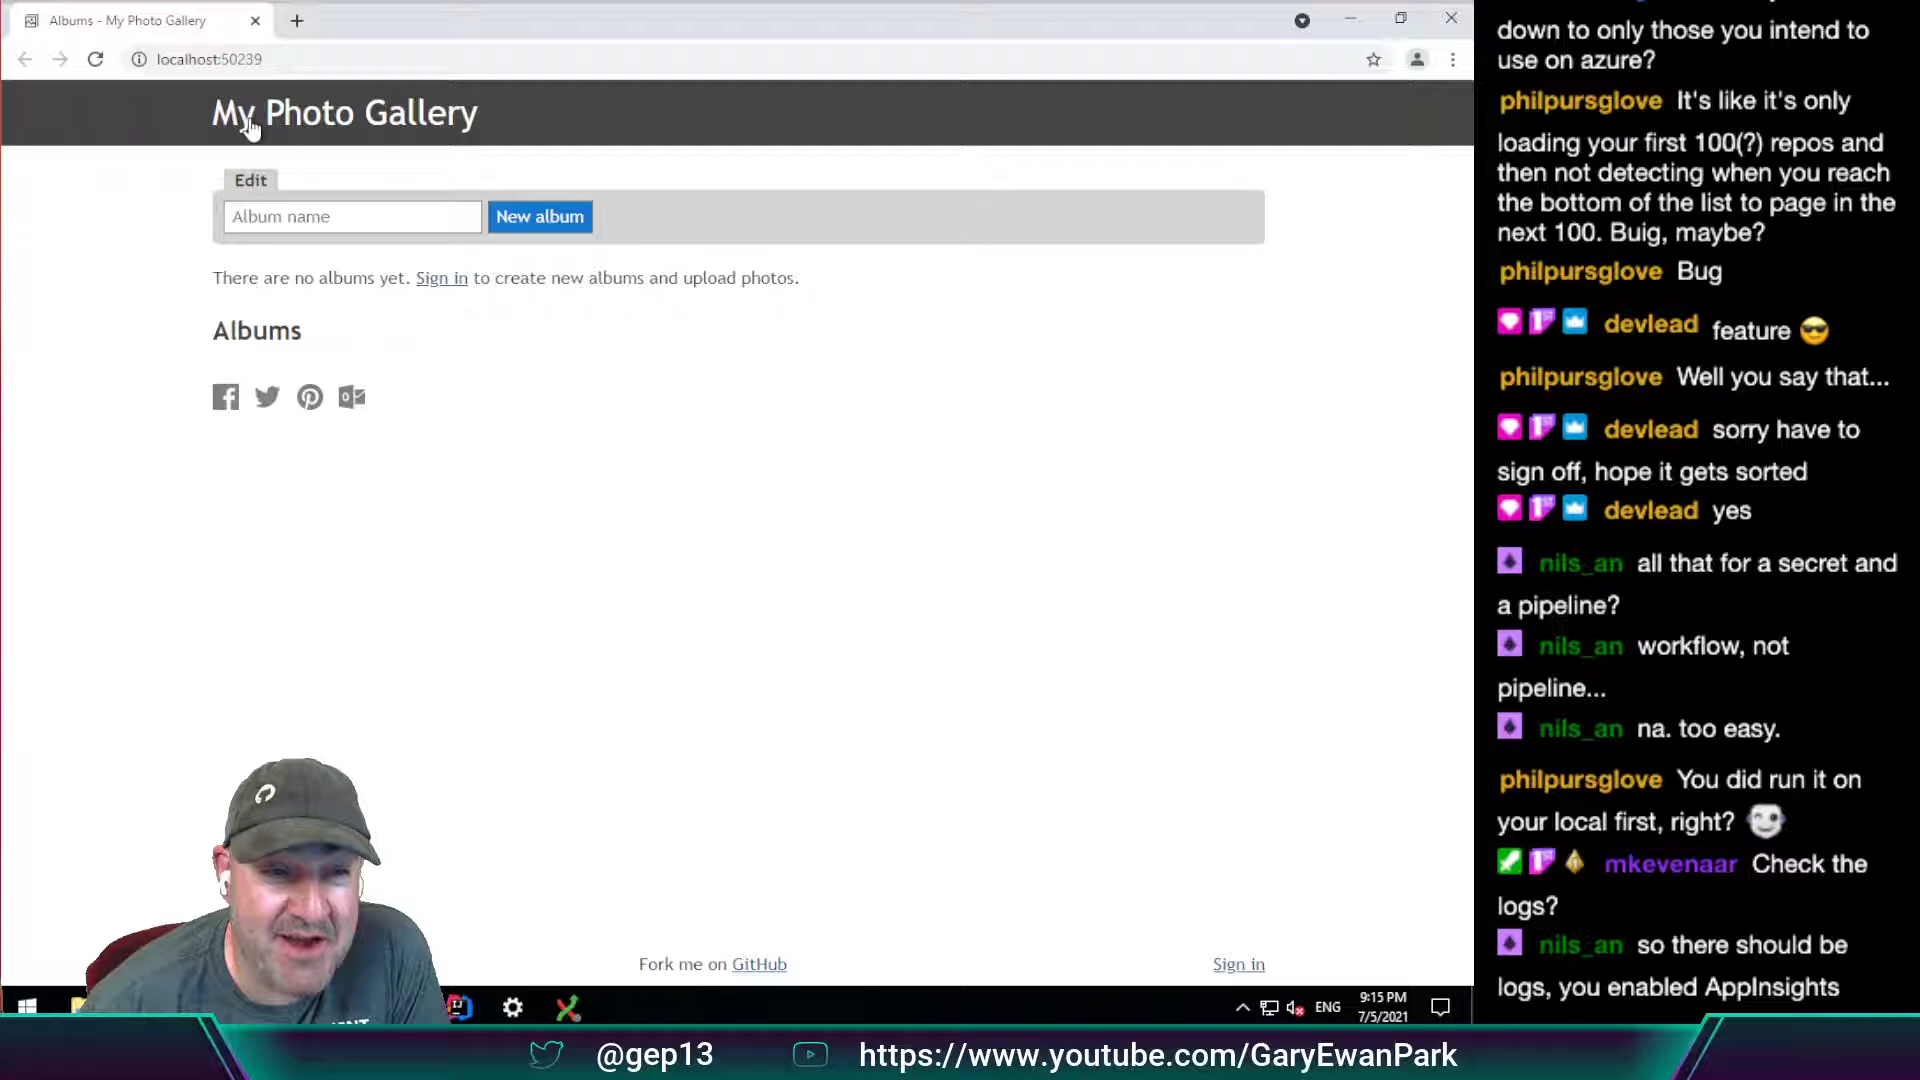 Albums - My Photo Gallery
localhost:50239
My Photo Gallery
Edit
Album name
New album
There are no albums yet. Sign in to create new albums and upload photos.
Albums
Fork me on GitHub
Sign in
ENG
9:15 PM
7/5/2021
@gep13
https://www.youtube.com/GaryEwanPark
down to only those you intend to
use on azure?
philpursglove It's like it's only
loading your first 100(?) repos and
then not detecting when you reach
the bottom of the list to page in the
next 100. Buig, maybe?
philpursglove Bug
devlead feature
philpursglove Well you say that...
devlead sorry have to
sign off, hope it gets sorted
devlead yes
nils_an all that for a secret and
a pipeline?
nils_an workflow, not
pipeline...
nils_an na. too easy.
philpursglove You did run it on
your local first, right?
mkevenaar Check the
logs?
nils_an so there should be
logs, you enabled AppInsights